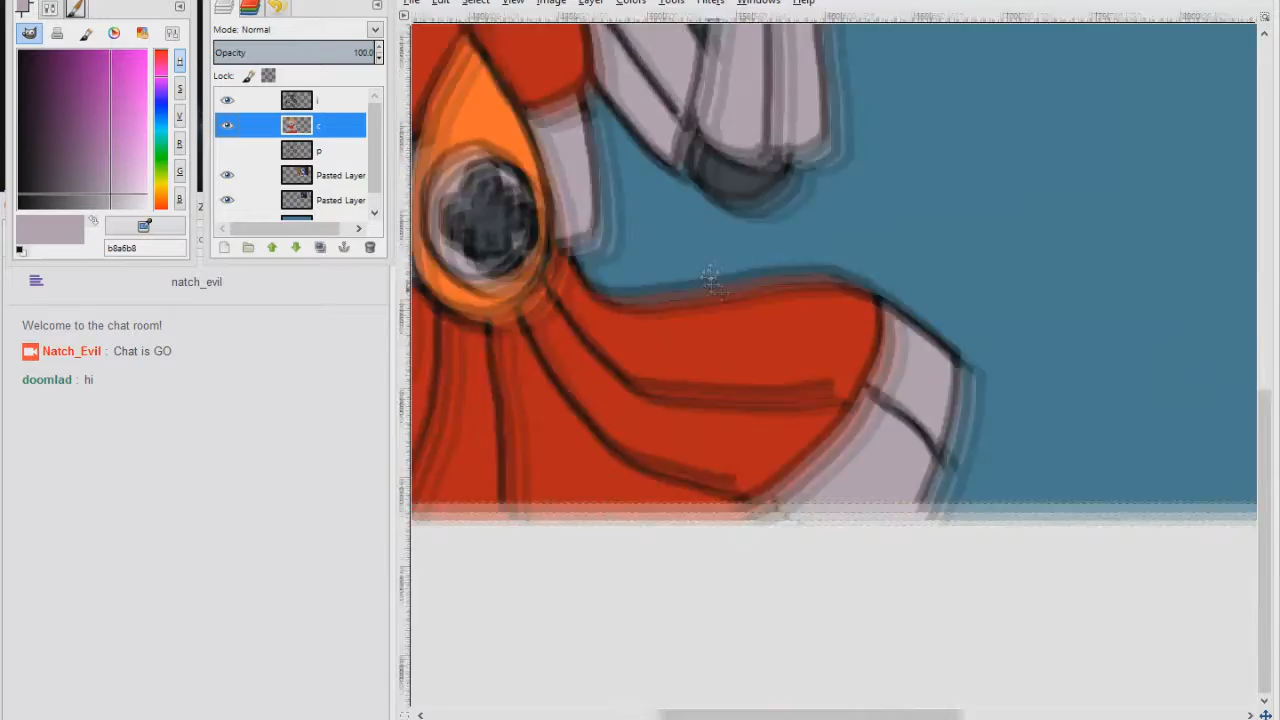 File Edit Select View Image Layer Colors Tools Filters Windows Help
Mode: Normal
Opacity 100.0
Lock:
i
c
p
Pasted Layer
Pasted Layer
H
S
V
R
G
B
b8a6b8
natch_evil
Welcome to the chat room!
Natch_Evil : Chat is GO
doomlad : hi